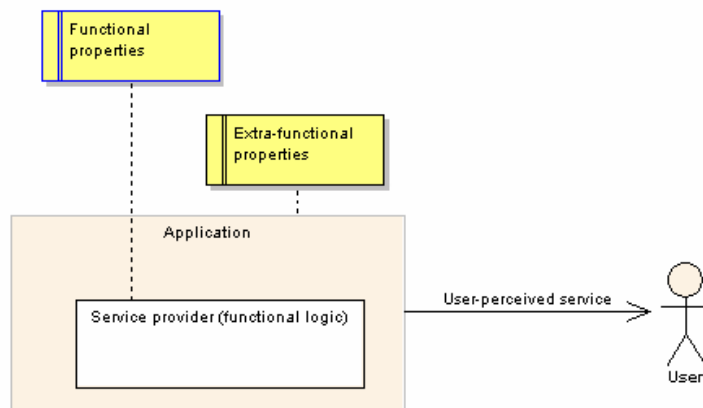 Functional
properties
Extra-functional
properties
Application
Service provider (functional logic)
User-perceived service
User